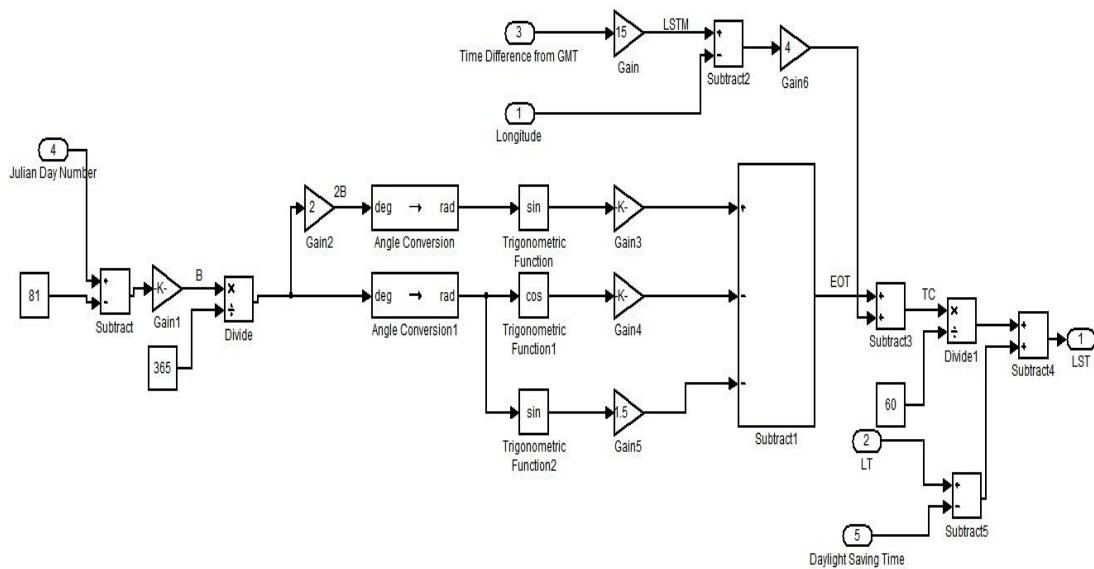 3
Time Difference from GMT
15
Gain
LSTM
+
-
Subtract2
4
Gain6
1
Longitude
4
Julian Day Number
81
+
-
Subtract
-K-
Gain1
B
×
÷
Divide
365
2
Gain2
2B
deg → rad
Angle Conversion
sin
Trigonometric
Function
-K-
Gain3
deg → rad
Angle Conversion1
cos
Trigonometric
Function1
-K-
Gain4
sin
Trigonometric
Function2
1.5
Gain5
+
-
-
Subtract1
EOT
+
+
Subtract3
TC
×
÷
Divide1
60
+
+
Subtract4
1
LST
2
LT
+
-
Subtract5
5
Daylight Saving Time